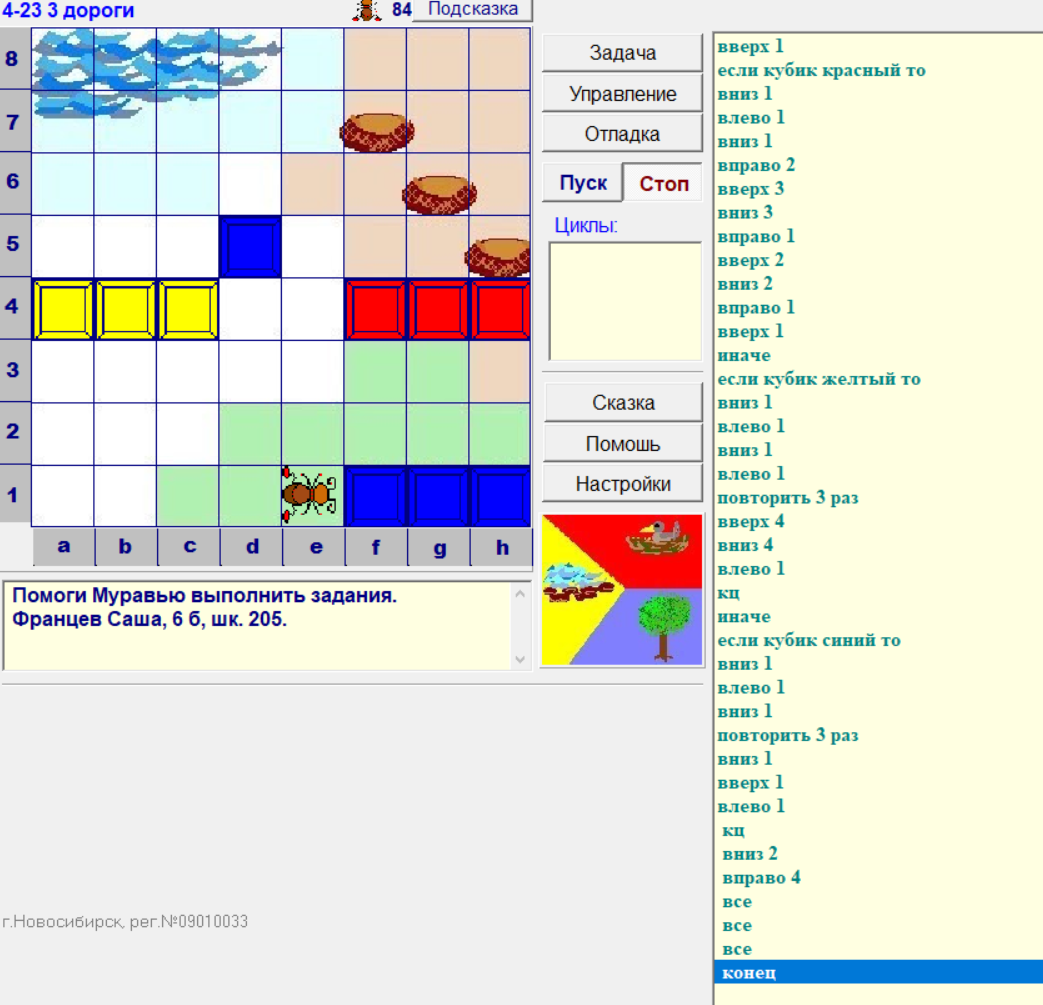 4-23 3 дороги
84
Подсказка
8
7
6
5
4
3
2
1
a b c d e f g h
Помоги Муравью выполнить задания.
Францев Саша, 6 б, шк. 205.
г.Новосибирск, рег.№09010033
Задача
Управление
Отладка
Пуск Стоп
Циклы:
Сказка
Помошь
Настройки
вверх 1
если кубик красный то
вниз 1
влево 1
вниз 1
вправо 2
вверх 3
вниз 3
вправо 1
вверх 2
вниз 2
вправо 1
вверх 1
иначе
если кубик желтый то
вниз 1
влево 1
вниз 1
влево 1
повторить 3 раз
вверх 4
вниз 4
влево 1
кц
иначе
если кубик синий то
вниз 1
влево 1
вниз 1
повторить 3 раз
вниз 1
вверх 1
влево 1
кц
вниз 2
вправо 4
все
все
все
конец